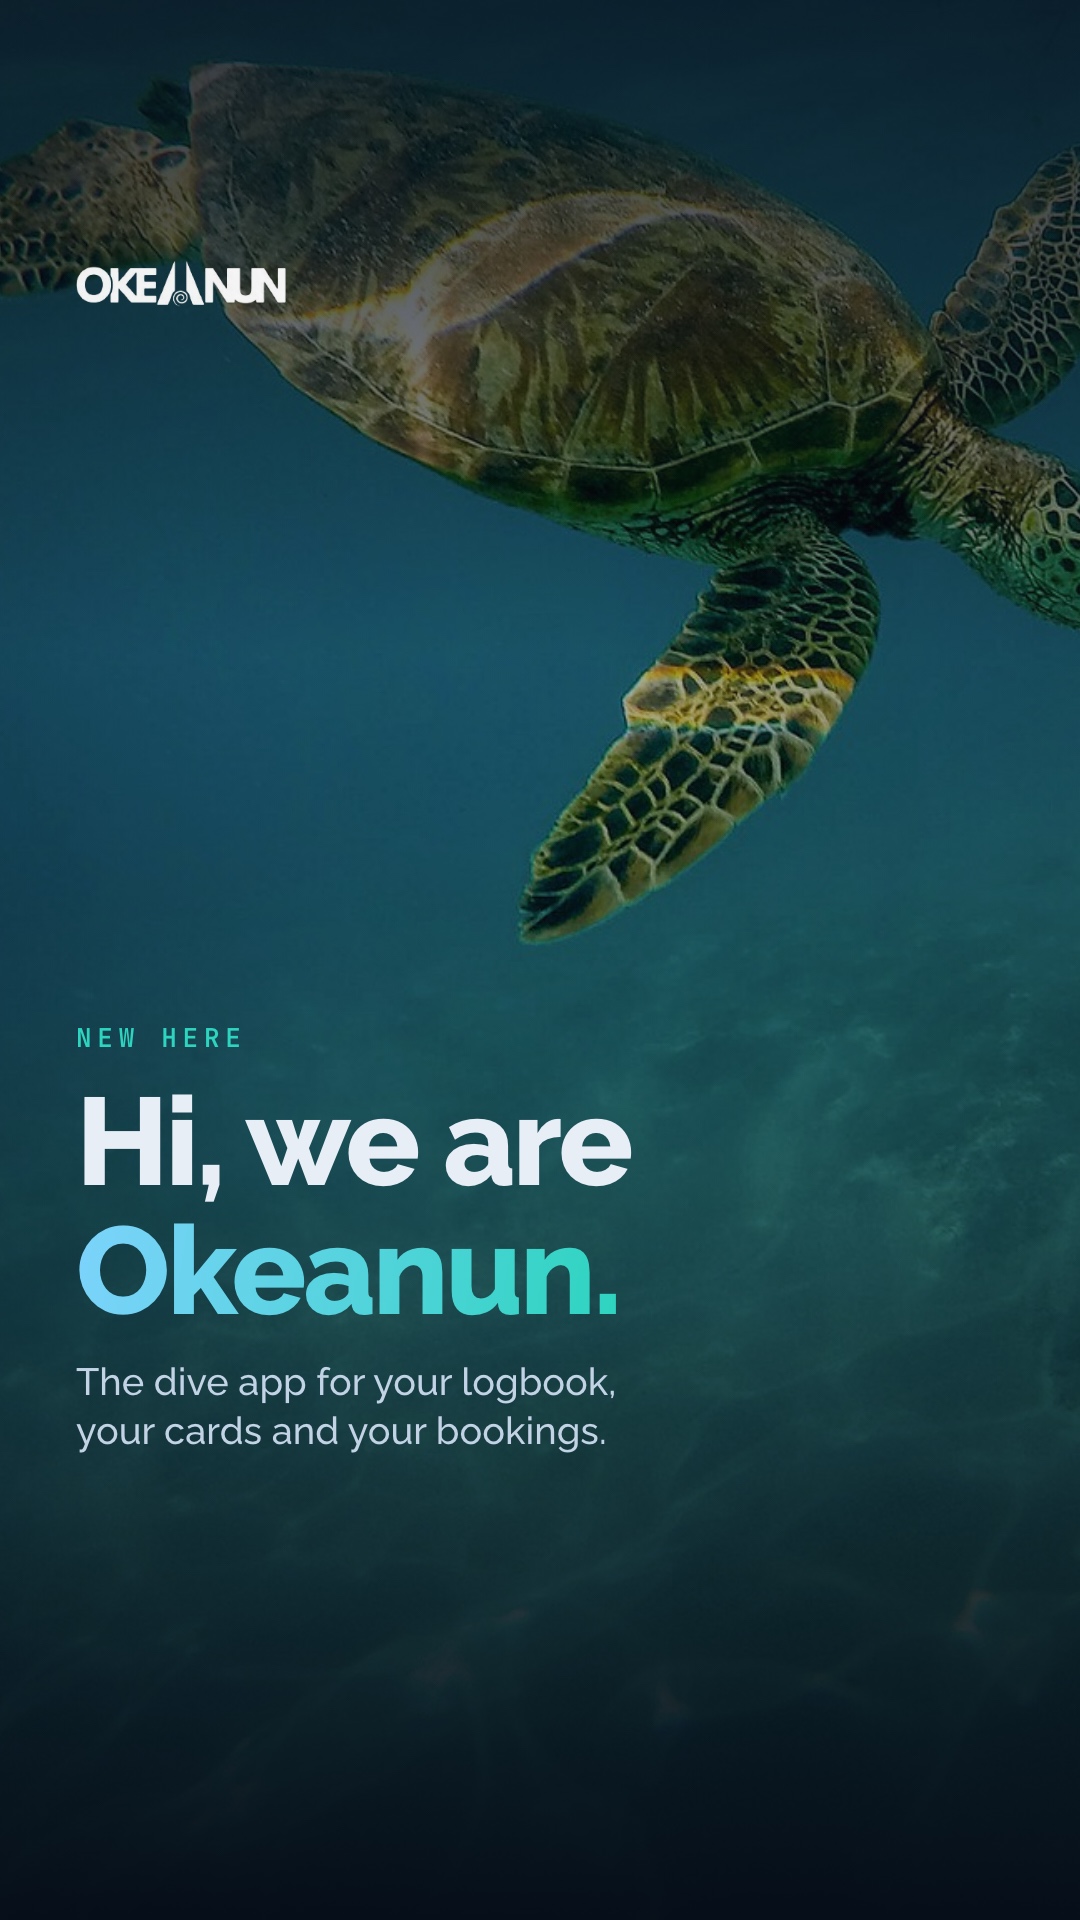 OKEANUN
NEW HERE
Hi, we are
Okeanun.
The dive app for your logbook,
your cards and your bookings.